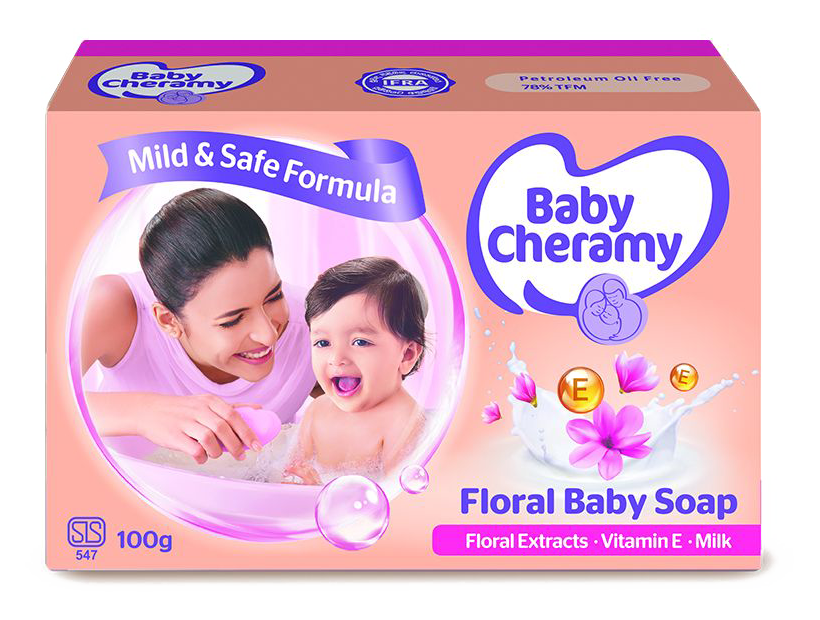 Baby
Cheramy
IFRA
Petroleum Oil Free
78% TFM
Mild & Safe Formula
Baby
Cheramy
E
E
Floral Baby Soap
Floral Extracts · Vitamin E · Milk
SLS
547
100g